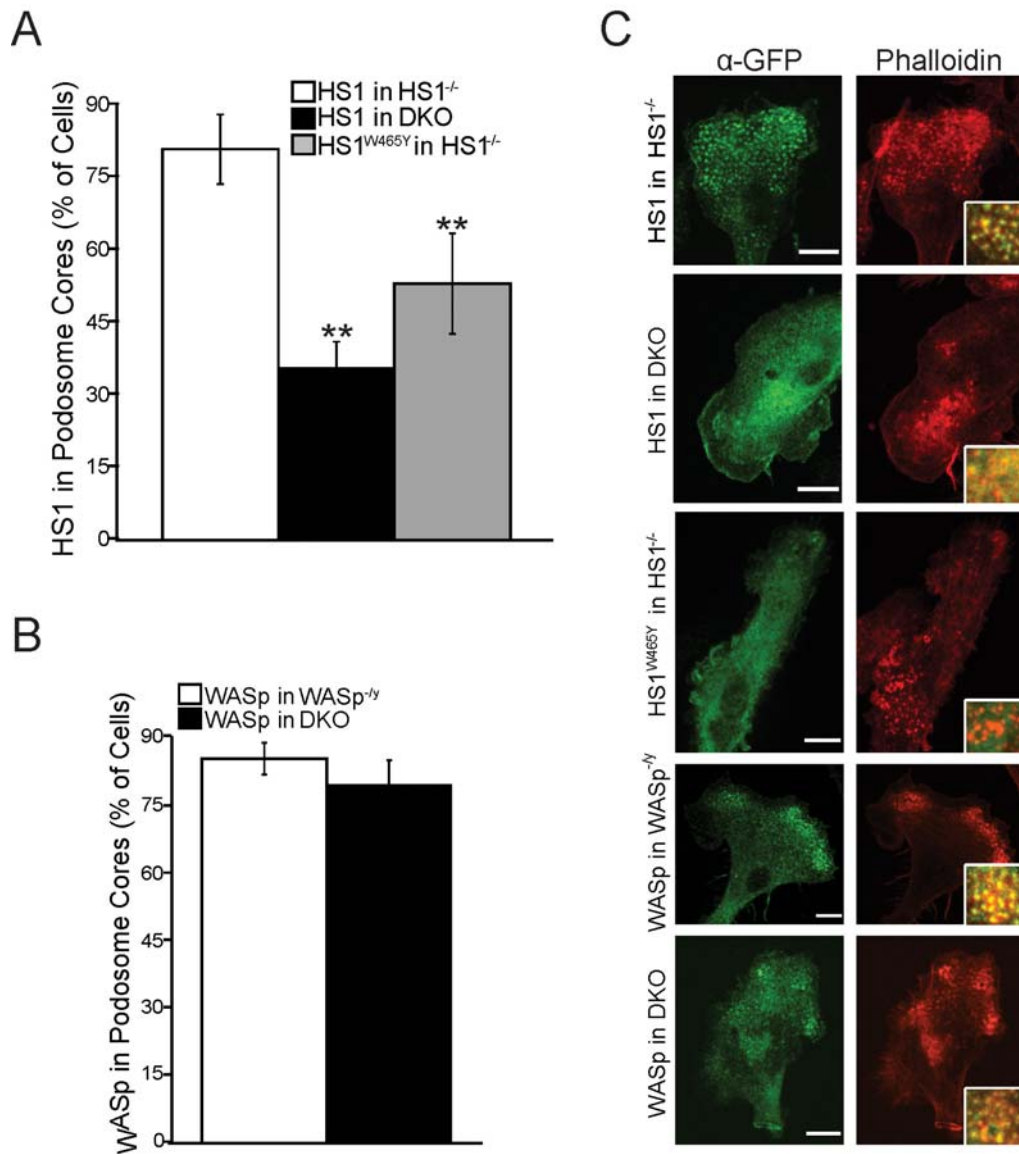 A
HS1 in Podosome Cores (% of Cells)
90
75
60
45
30
15
0
HS1 in HS1-/-
HS1 in DKO
HS1W465Y in HS1-/-
**
**
B
WASp in Podosome Cores (% of Cells)
WASp in WASp-/y
WASp in DKO
90
75
60
45
30
15
0
C
α-GFP
Phalloidin
HS1 in HS1-/-
HS1 in DKO
HS1W465Y in HS1-/-
WASp in WASp-/y
WASp in DKO